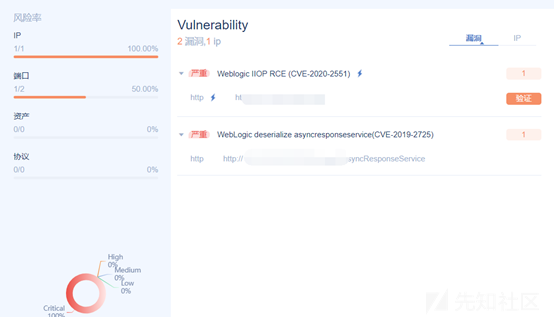 风险率
IP
1/1 100.00%
端口
1/2 50.00%
资产
0/0 0%
协议
0/0 0%
High
0%
Medium
0%
Low
0%
Critical
100%
Vulnerability
2 漏洞,1 ip
漏洞 IP
严重 Weblogic IIOP RCE (CVE-2020-2551) 1
http 验证
严重 WebLogic deserialize asyncresponseservice(CVE-2019-2725) 1
http http:// syncResponseService
先知社区